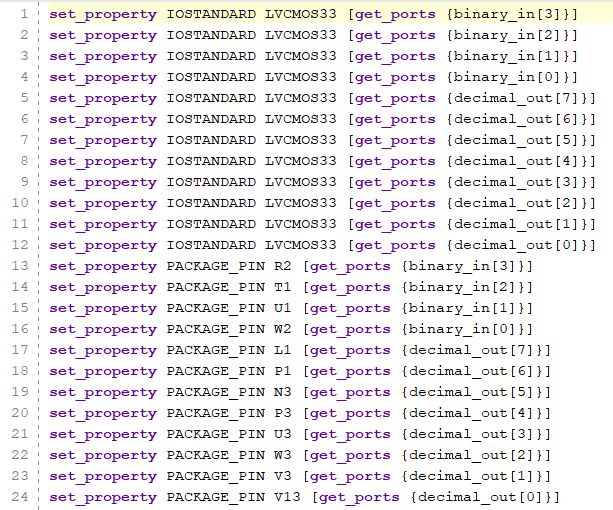 1 set_property IOSTANDARD LVCMOS33 [get_ports {binary_in[3]}]
2 set_property IOSTANDARD LVCMOS33 [get_ports {binary_in[2]}]
3 set_property IOSTANDARD LVCMOS33 [get_ports {binary_in[1]}]
4 set_property IOSTANDARD LVCMOS33 [get_ports {binary_in[0]}]
5 set_property IOSTANDARD LVCMOS33 [get_ports {decimal_out[7]}]
6 set_property IOSTANDARD LVCMOS33 [get_ports {decimal_out[6]}]
7 set_property IOSTANDARD LVCMOS33 [get_ports {decimal_out[5]}]
8 set_property IOSTANDARD LVCMOS33 [get_ports {decimal_out[4]}]
9 set_property IOSTANDARD LVCMOS33 [get_ports {decimal_out[3]}]
10 set_property IOSTANDARD LVCMOS33 [get_ports {decimal_out[2]}]
11 set_property IOSTANDARD LVCMOS33 [get_ports {decimal_out[1]}]
12 set_property IOSTANDARD LVCMOS33 [get_ports {decimal_out[0]}]
13 set_property PACKAGE_PIN R2 [get_ports {binary_in[3]}]
14 set_property PACKAGE_PIN T1 [get_ports {binary_in[2]}]
15 set_property PACKAGE_PIN U1 [get_ports {binary_in[1]}]
16 set_property PACKAGE_PIN W2 [get_ports {binary_in[0]}]
17 set_property PACKAGE_PIN L1 [get_ports {decimal_out[7]}]
18 set_property PACKAGE_PIN P1 [get_ports {decimal_out[6]}]
19 set_property PACKAGE_PIN N3 [get_ports {decimal_out[5]}]
20 set_property PACKAGE_PIN P3 [get_ports {decimal_out[4]}]
21 set_property PACKAGE_PIN U3 [get_ports {decimal_out[3]}]
22 set_property PACKAGE_PIN W3 [get_ports {decimal_out[2]}]
23 set_property PACKAGE_PIN V3 [get_ports {decimal_out[1]}]
24 set_property PACKAGE_PIN V13 [get_ports {decimal_out[0]}]